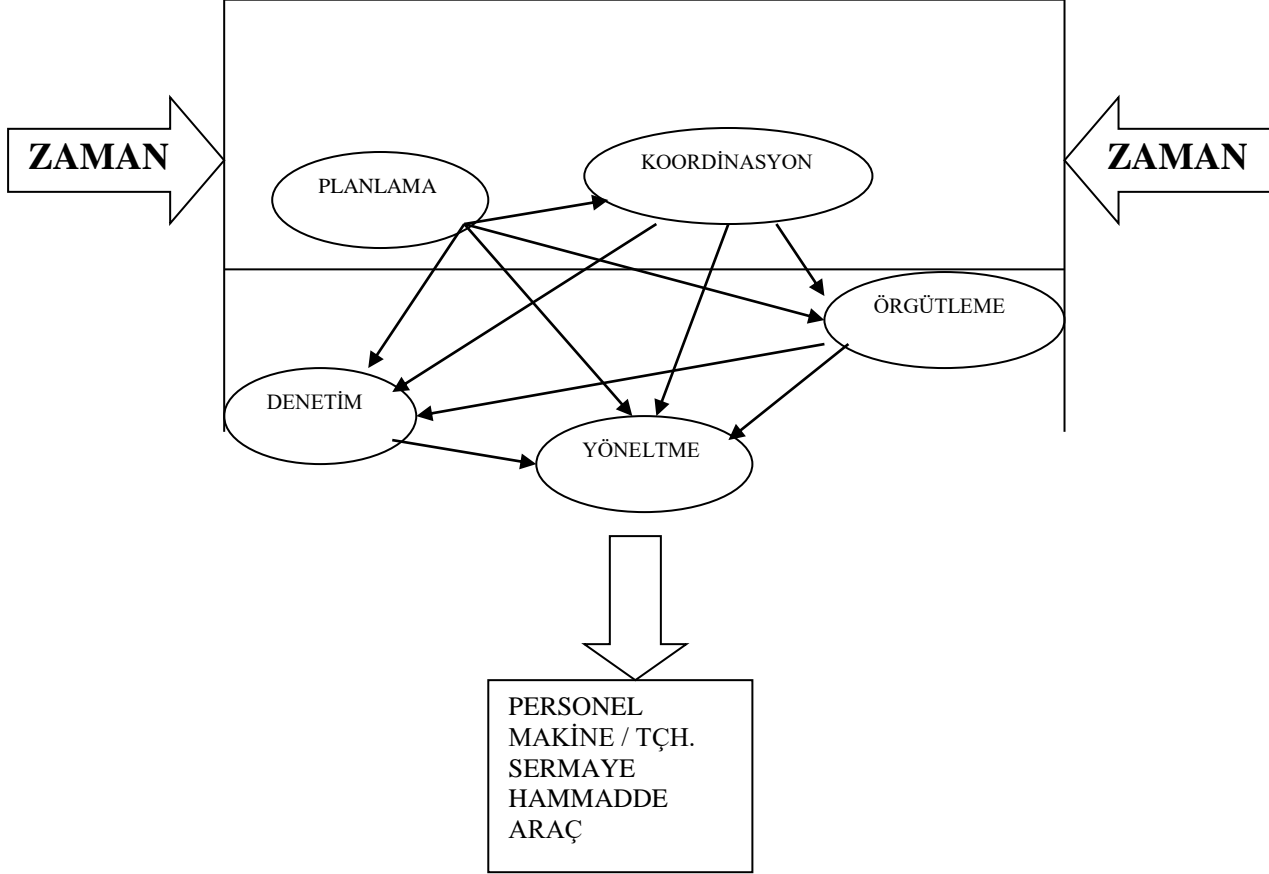 ZAMAN
PLANLAMA
KOORDİNASYON
ZAMAN
ÖRGÜTLEME
DENETİM
YÖNELTME
PERSONEL
MAKİNE / TÇH.
SERMAYE
HAMMADDE
ARAÇ